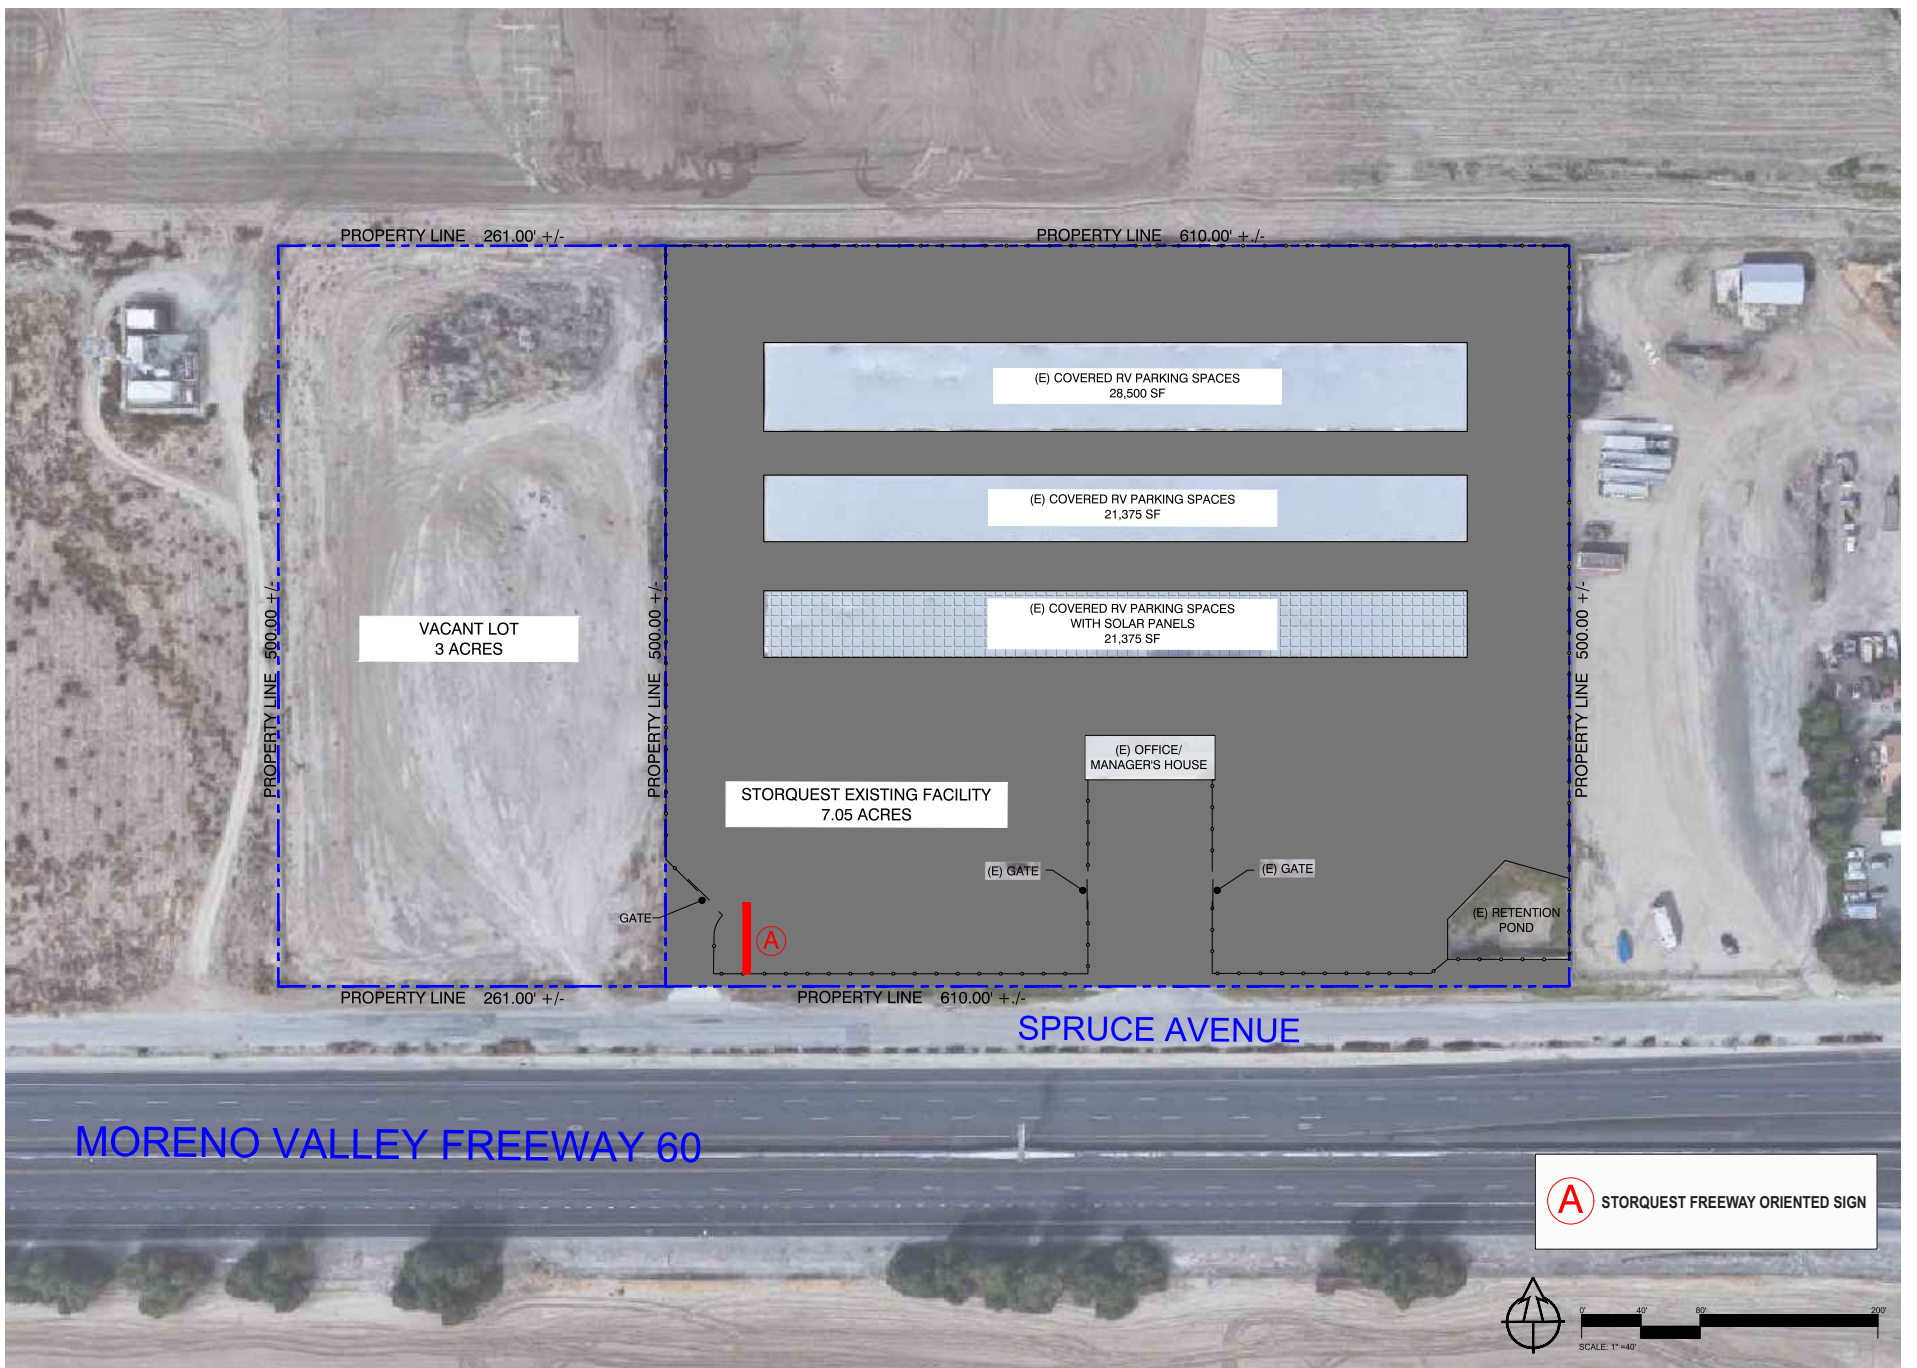 PROPERTY LINE 261.00' +/-
PROPERTY LINE 610.00' +./-
(E) COVERED RV PARKING SPACES
28,500 SF
(E) COVERED RV PARKING SPACES
21,375 SF
(E) COVERED RV PARKING SPACES
WITH SOLAR PANELS
21,375 SF
PROPERTY LINE 500.00 +/-
VACANT LOT
3 ACRES
PROPERTY LINE 500.00 +/-
PROPERTY LINE 500.00 +/-
(E) OFFICE/
MANAGER'S HOUSE
STORQUEST EXISTING FACILITY
7.05 ACRES
(E) GATE
(E) GATE
GATE
A
(E) RETENTION
POND
PROPERTY LINE 261.00' +/-
PROPERTY LINE 610.00' +./-
SPRUCE AVENUE
MORENO VALLEY FREEWAY 60
A STORQUEST FREEWAY ORIENTED SIGN
0' 40' 80' 200'
SCALE: 1" =40'